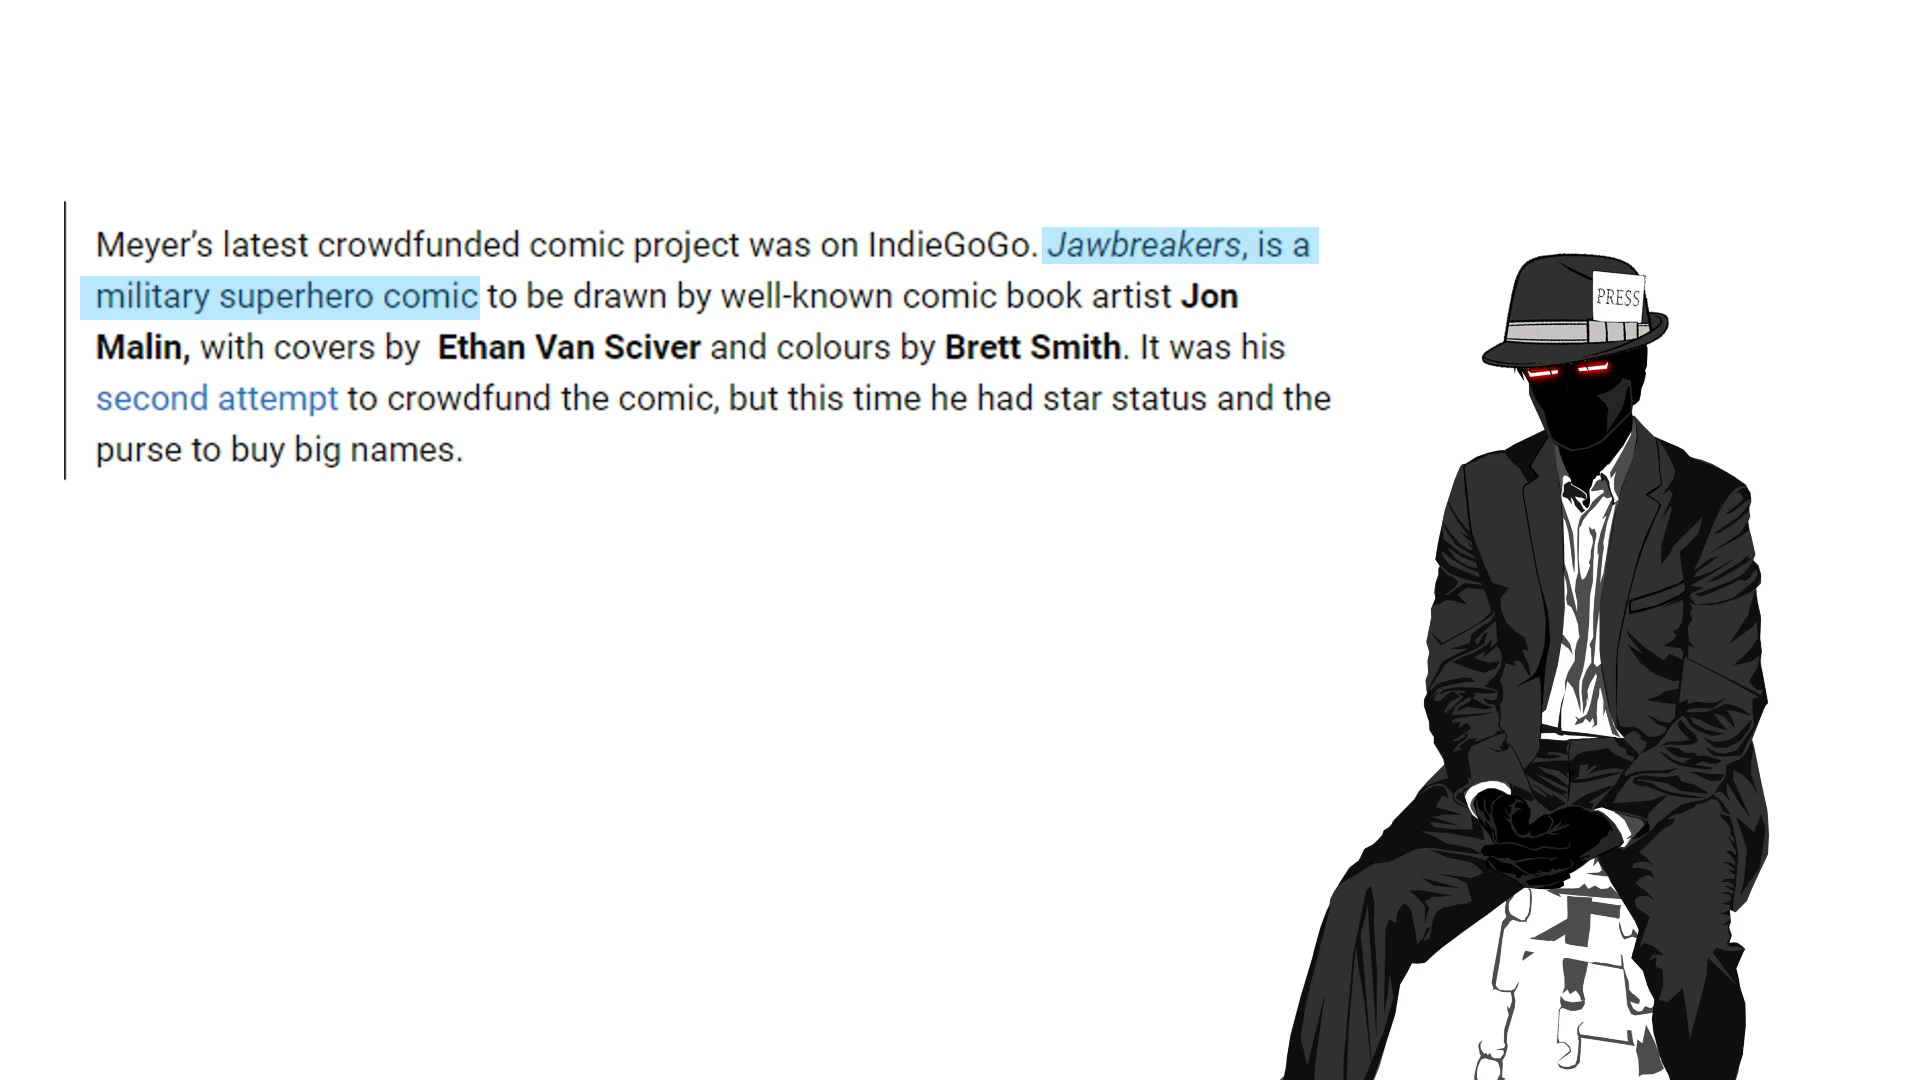 Meyer’s latest crowdfunded comic project was on IndieGoGo. Jawbreakers, is a
military superhero comic to be drawn by well-known comic book artist Jon
Malin, with covers by Ethan Van Sciver and colours by Brett Smith. It was his
second attempt to crowdfund the comic, but this time he had star status and the
purse to buy big names.
PRESS